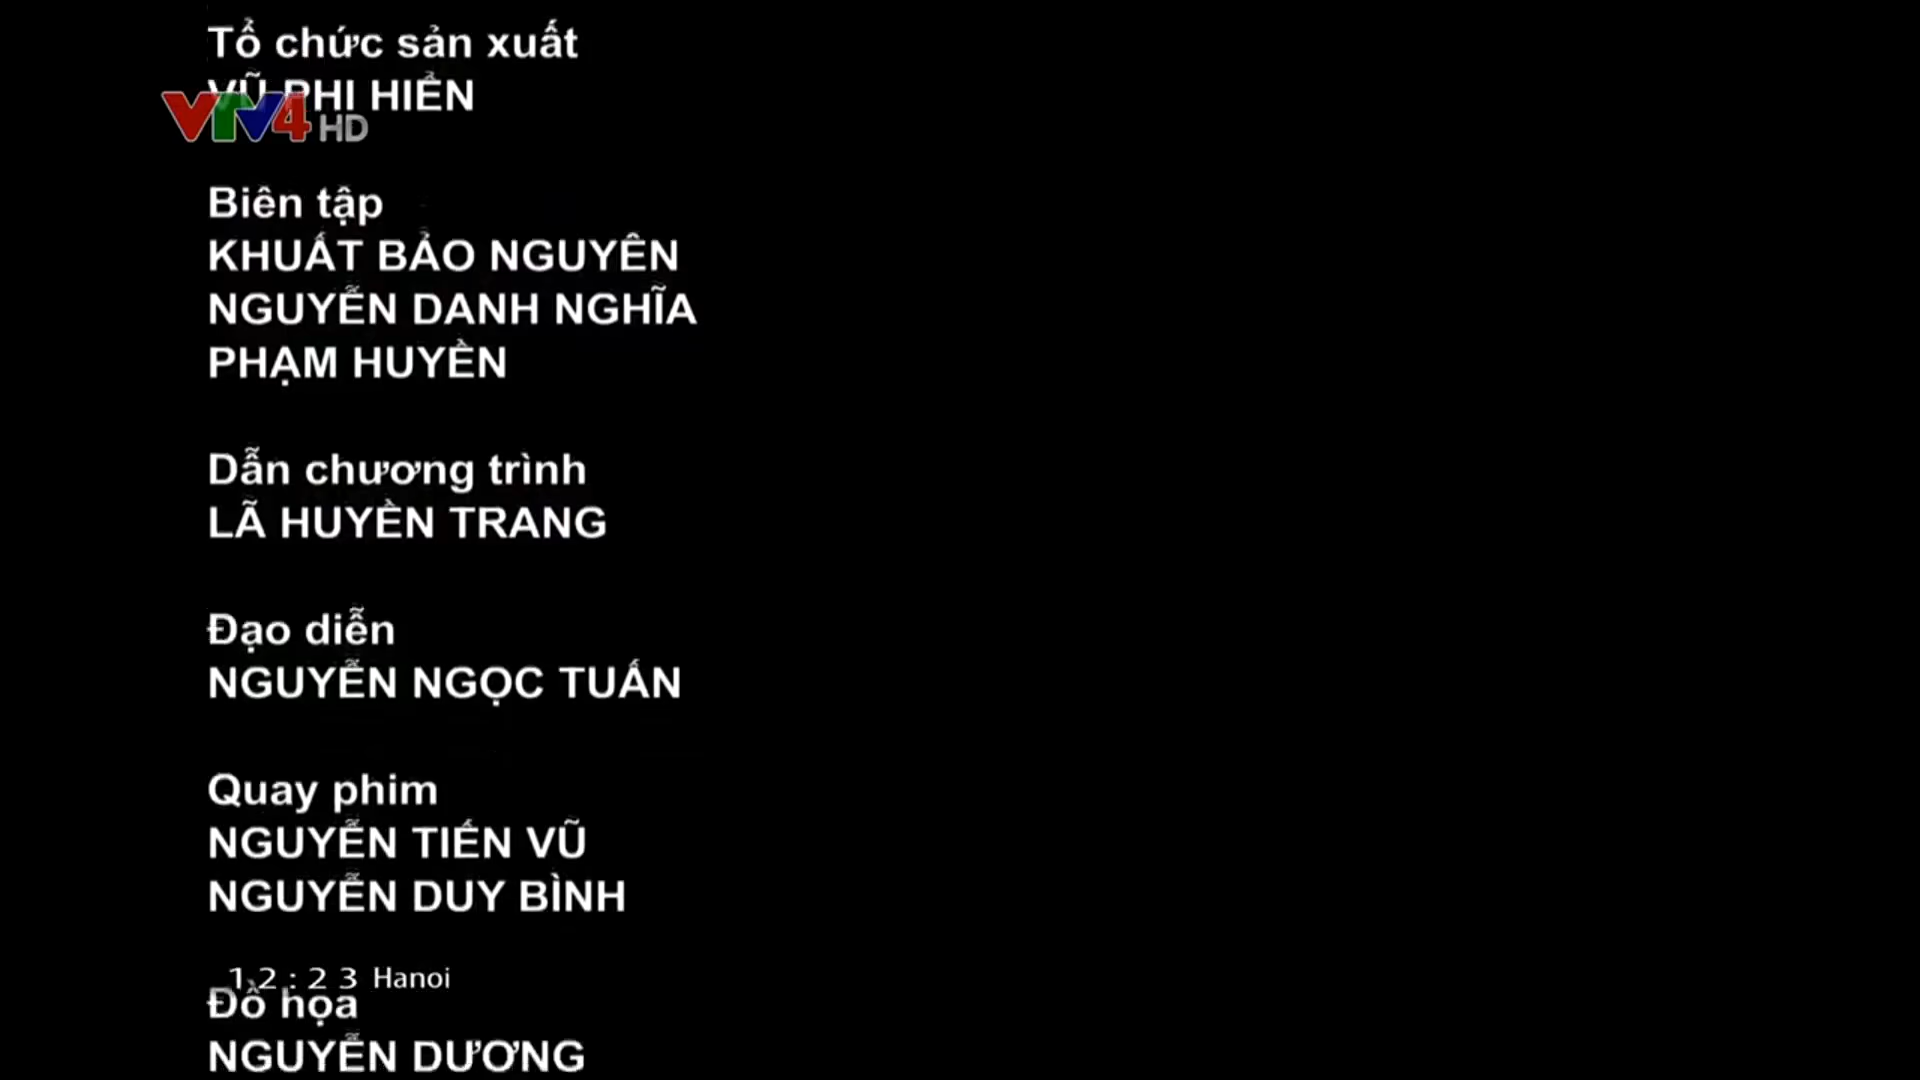 Tổ chức sản xuất
VŨ PHI HIỂN
VTV4 HD
Biên tập
KHUẤT BẢO NGUYÊN
NGUYỄN DANH NGHĨA
PHẠM HUYỀN
Dẫn chương trình
LÃ HUYỀN TRANG
Đạo diễn
NGUYỄN NGỌC TUẤN
Quay phim
NGUYỄN TIẾN VŨ
NGUYỄN DUY BÌNH
12:23 Hanoi
Đồ họa
NGUYỄN DƯƠNG